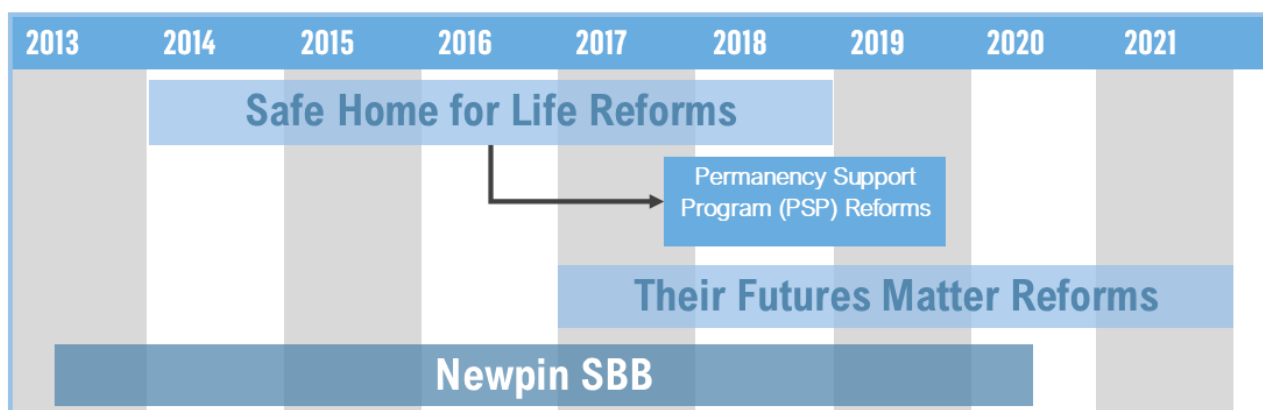 2013 2014 2015 2016 2017 2018 2019 2020 2021
Safe Home for Life Reforms
Permanency Support
Program (PSP) Reforms
Their Futures Matter Reforms
Newpin SBB